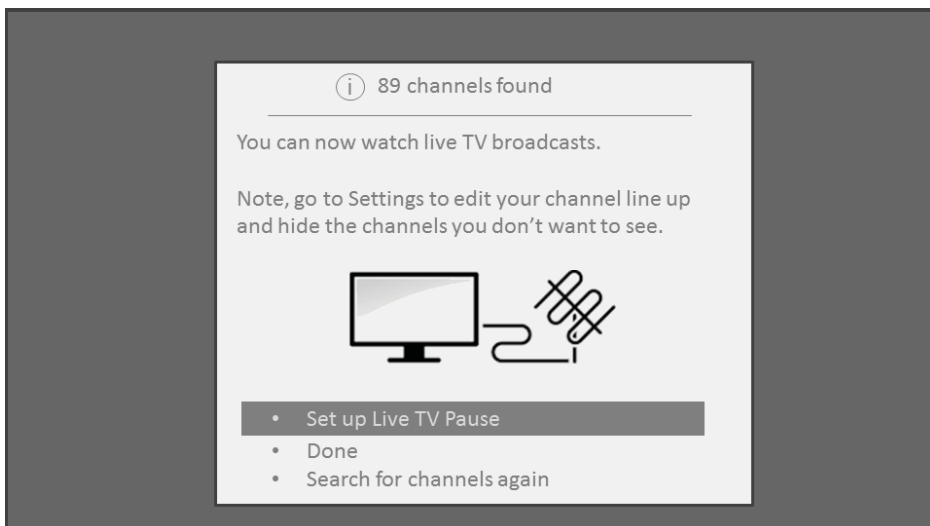 89 channels found
You can now watch live TV broadcasts.
Note, go to Settings to edit your channel line up
and hide the channels you don’t want to see.
• Set up Live TV Pause
• Done
• Search for channels again